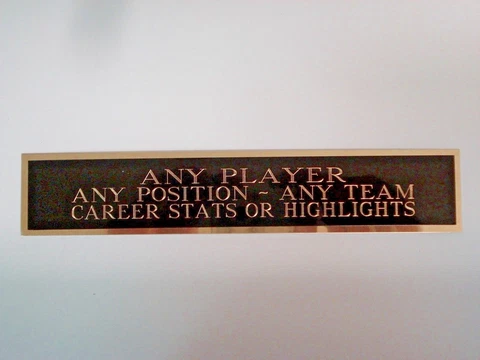 ANY PLAYER
ANY POSITION ~ ANY TEAM
CAREER STATS OR HIGHLIGHTS